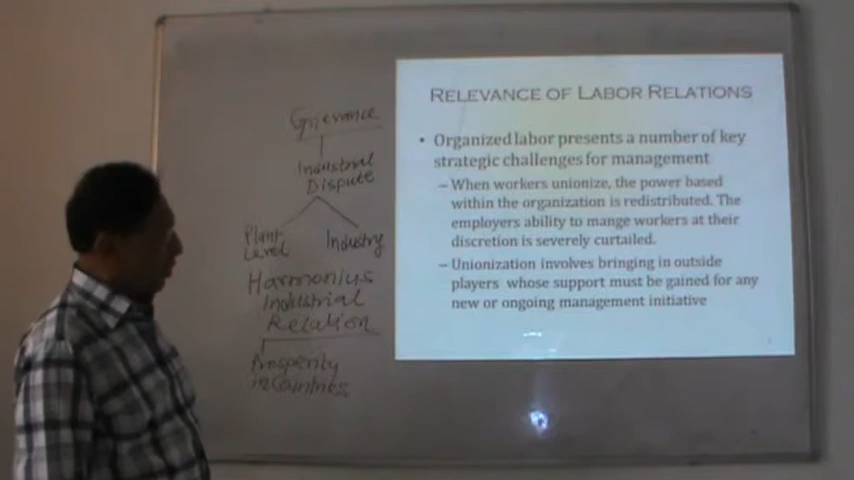 Grievance
Industrial
Dispute
Plant-
Level
Industry
Harmonius
Industrial
Relation
Prosperity
in Countries
RELEVANCE OF LABOR RELATIONS
• Organized labor presents a number of key
strategic challenges for management
– When workers unionize, the power based
within the organization is redistributed. The
employers ability to mange workers at their
discretion is severely curtailed.
– Unionization involves bringing in outside
players whose support must be gained for any
new or ongoing management initiative